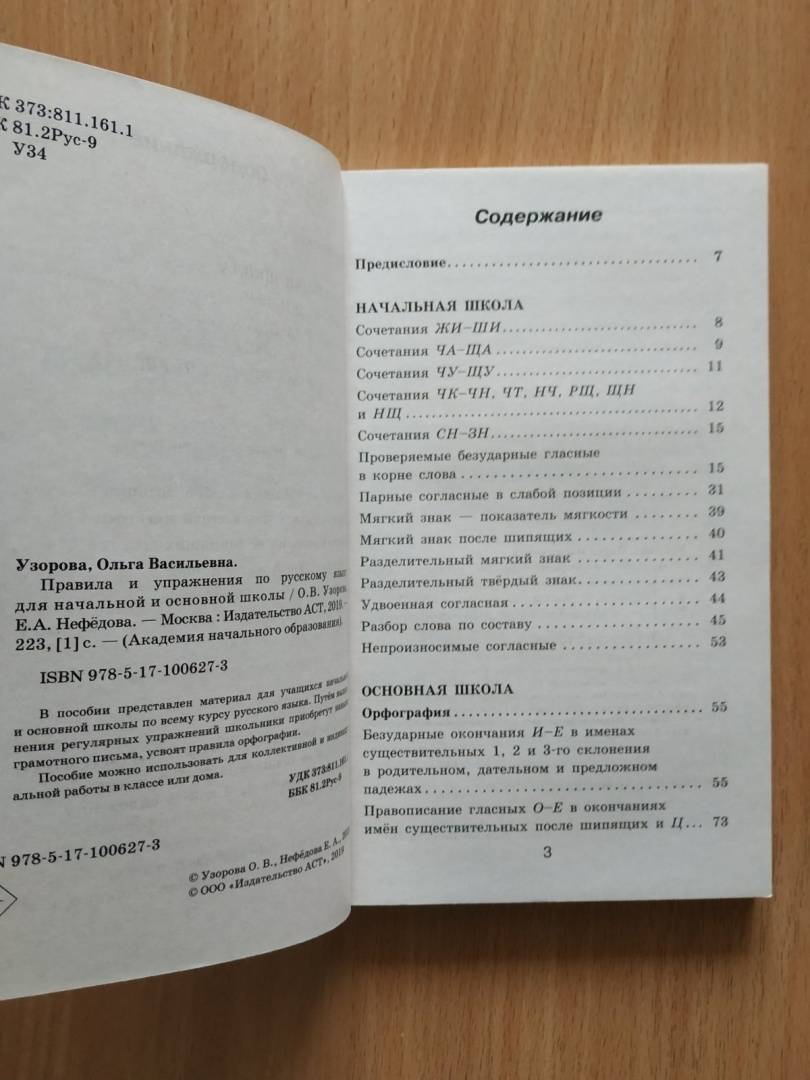 К 373:811.161.1
К 81.2Рус-9
У34
Узорова, Ольга Васильевна.
Правила и упражнения по русскому
для начальной и основной школы / О.В. Узоров
Е.А. Нефёдова. — Москва : Издательство АСТ, 2019. —
223, [1] с. — (Академия начального образования).
ISBN 978-5-17-100627-3
В пособии представлен материал для учащихся
и основной школы по всему курсу русского языка. Путём
нения регулярных упражнений школьники приобретут
грамотного письма, усвоят правила орфографии.
Пособие можно использовать для коллективной и
альной работы в классе или дома.
УДК 373:811.161
ББК 81.2Рус-9
N 978-5-17-100627-3
© Узорова О. В., Нефёдова Е. А.,
© ООО «Издательство АСТ», 2019
Содержание
Предисловие.................................. 7
НАЧАЛЬНАЯ ШКОЛА
Сочетания ЖИ–ШИ.......................... 8
Сочетания ЧА–ЩА........................... 9
Сочетания ЧУ–ЩУ........................... 11
Сочетания ЧК–ЧН, ЧТ, НЧ, РЩ, ЩН
и НЩ....................................... 12
Сочетания СН–ЗН........................... 15
Проверяемые безударные гласные
в корне слова................................ 15
Парные согласные в слабой позиции........... 31
Мягкий знак — показатель мягкости.......... 39
Мягкий знак после шипящих................. 40
Разделительный мягкий знак................. 41
Разделительный твёрдый знак................ 43
Удвоенная согласная......................... 44
Разбор слова по составу...................... 45
Непроизносимые согласные................... 53
ОСНОВНАЯ ШКОЛА
Орфография.................................. 55
Безударные окончания И–Е в именах
существительных 1, 2 и 3-го склонения
в родительном, дательном и предложном
падежах..................................... 55
Правописание гласных О–Е в окончаниях
имён существительных после шипящих и Ц... 73
3